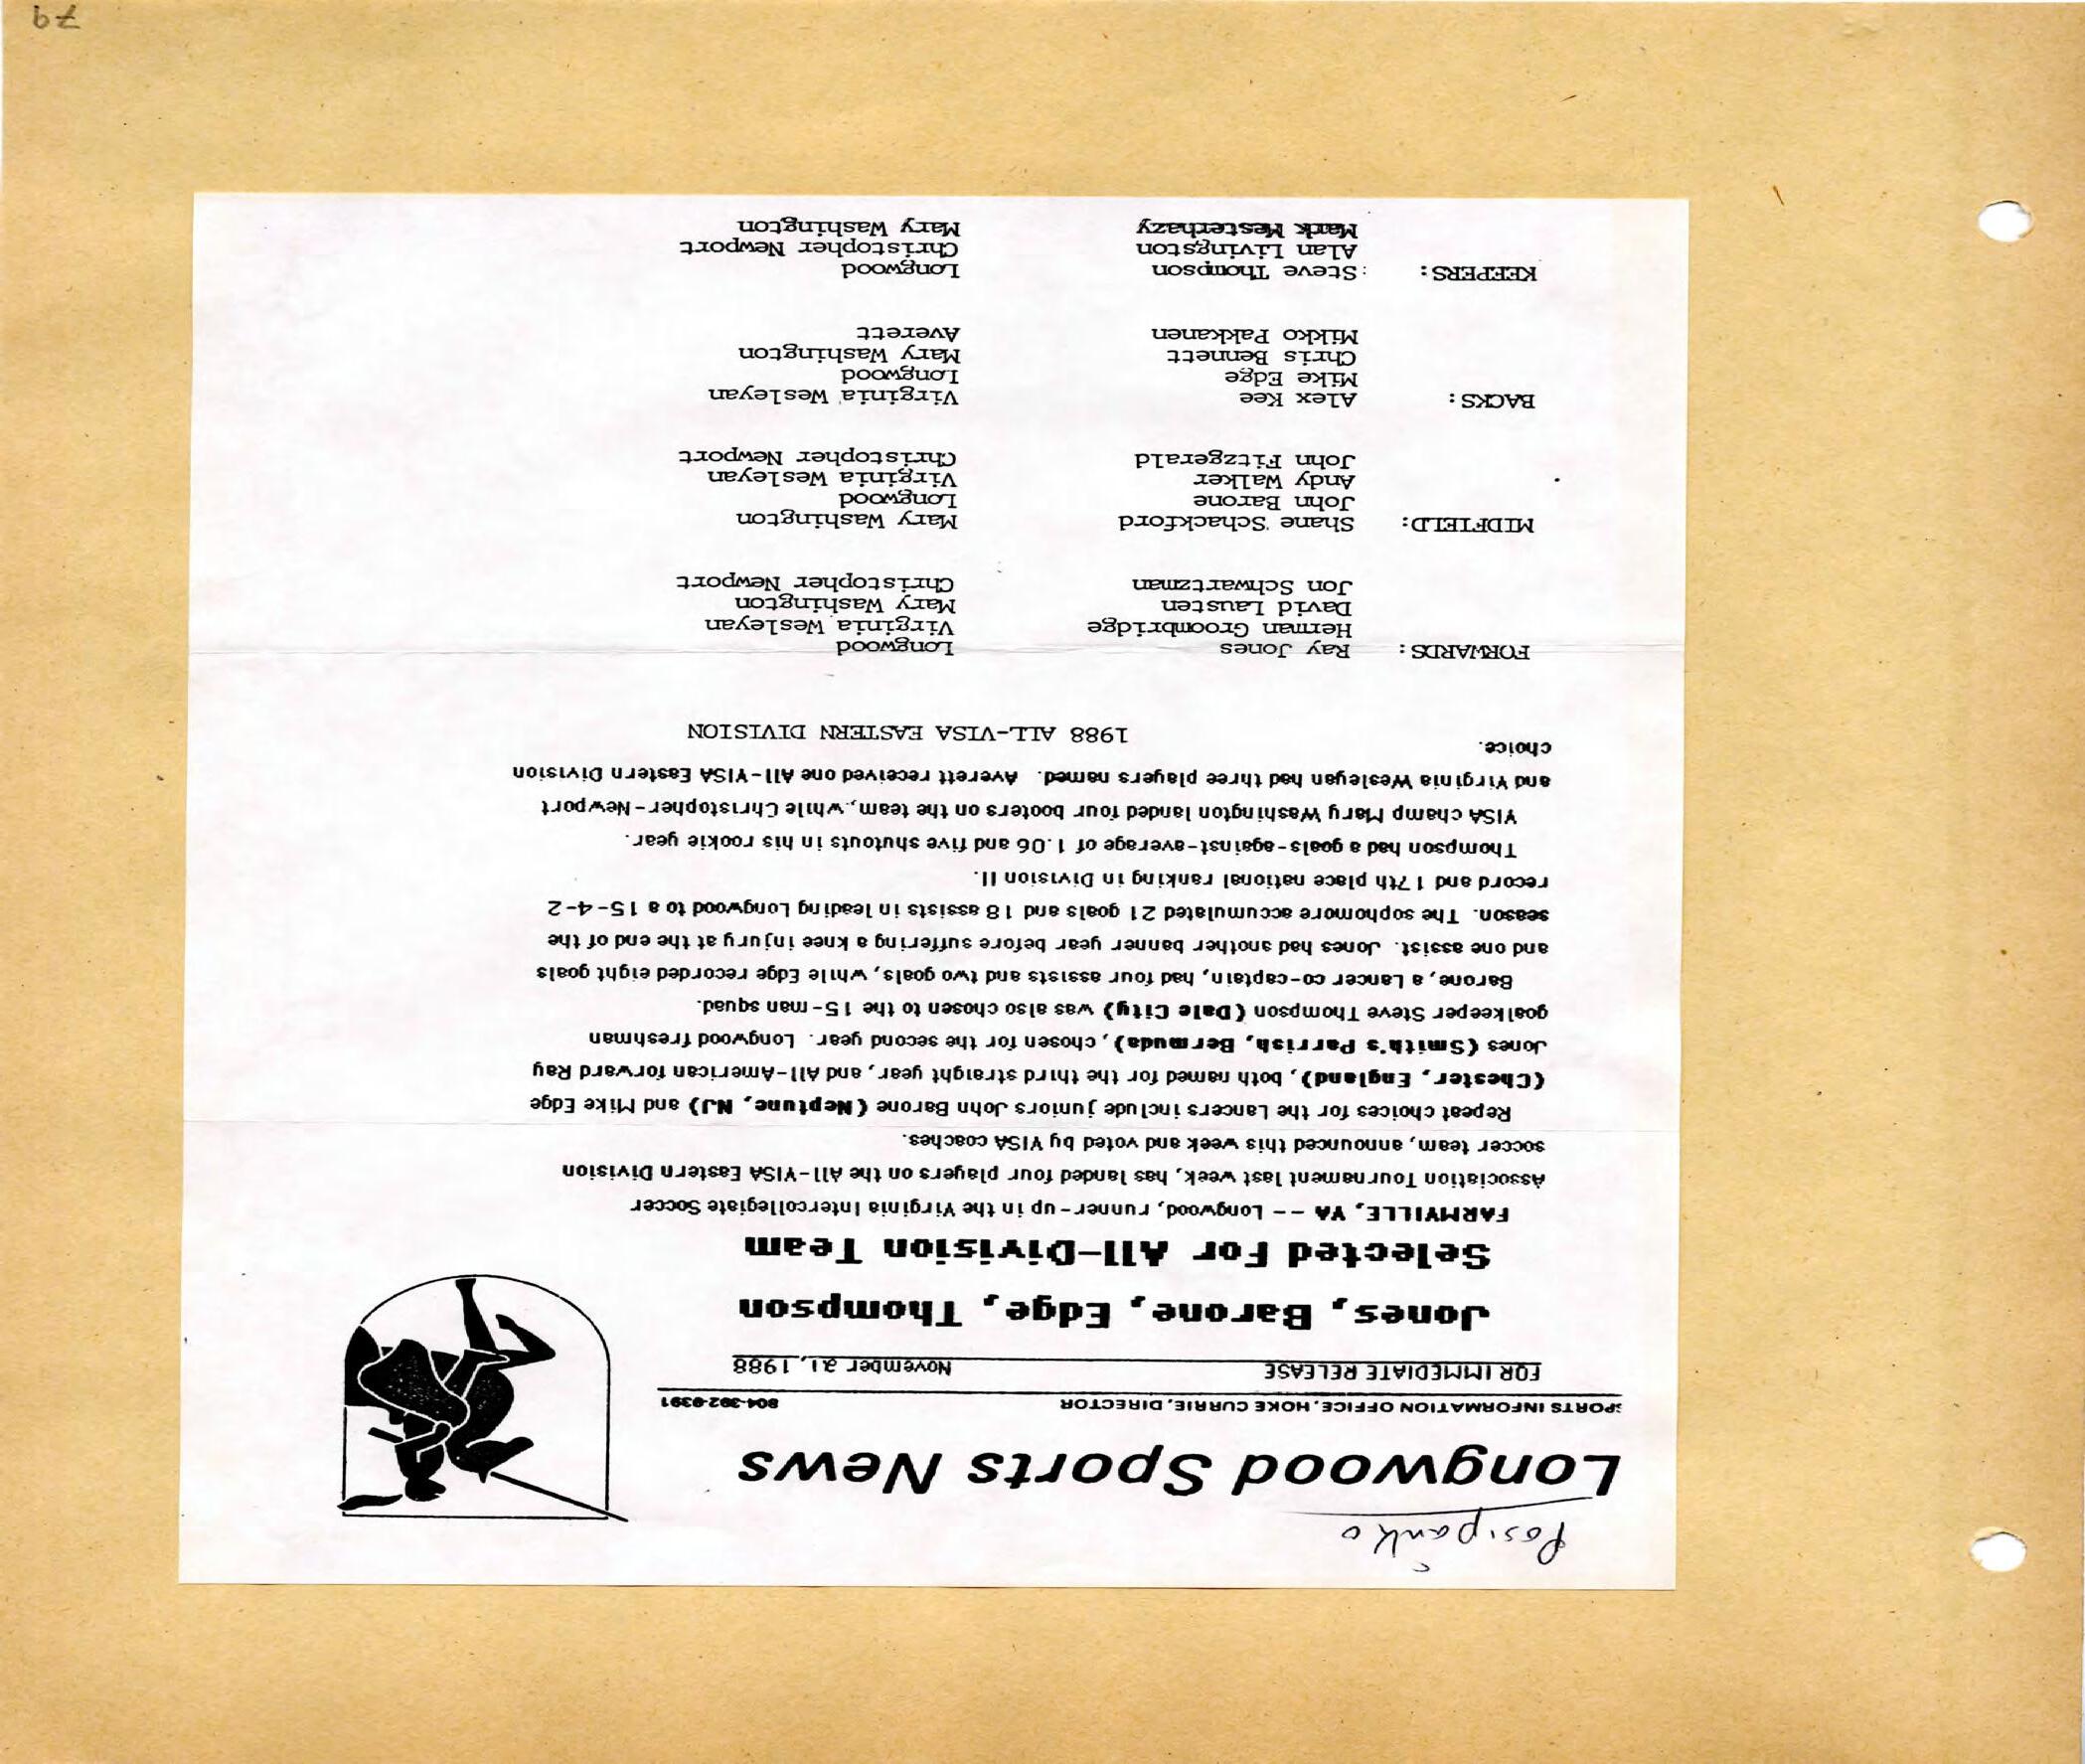 Posipanko
Longwood Sports News
SPORTS INFORMATION OFFICE, HOKE CURRIE, DIRECTOR 804-392-9391
FOR IMMEDIATE RELEASE November 21, 1988
Jones, Barone, Edge, Thompson
Selected For All-Division Team
FARMVILLE, VA -- Longwood, runner-up in the Virginia Intercollegiate Soccer
Association Tournament last week, has landed four players on the All-VISA Eastern Division
soccer team, announced this week and voted by VISA coaches.
Repeat choices for the Lancers include juniors John Barone (Neptune, NJ) and Mike Edge
(Chester, England), both named for the third straight year, and All-American forward Ray
Jones (Smith's Parrish, Bermuda), chosen for the second year. Longwood freshman
goalkeeper Steve Thompson (Dale City) was also chosen to the 15-man squad.
Barone, a Lancer co-captain, had four assists and two goals, while Edge recorded eight goals
and one assist. Jones had another banner year before suffering a knee injury at the end of the
season. The sophomore accumulated 21 goals and 18 assists in leading Longwood to a 15-4-2
record and 17th place national ranking in Division II.
Thompson had a goals-against-average of 1.06 and five shutouts in his rookie year.
VISA champ Mary Washington landed four booters on the team, while Christopher-Newport
and Virginia Wesleyan had three players named. Averett received one All-VISA Eastern Division
choice.
1988 ALL-VISA EASTERN DIVISION
FORWARDS: Ray Jones Longwood
Herman Groombridge Virginia Wesleyan
David Lausten Mary Washington
Jon Schwartzman Christopher Newport
MIDFIELD: Shane Schackford Mary Washington
John Barone Longwood
Andy Walker Virginia Wesleyan
John Fitzgerald Christopher Newport
BACKS: Alex Kee Virginia Wesleyan
Mike Edge Longwood
Chris Bennett Mary Washington
Mikko Pakkanen Averett
KEEPERS: Steve Thompson Longwood
Alan Livingston Christopher Newport
Mark Mesterhazy Mary Washington
79